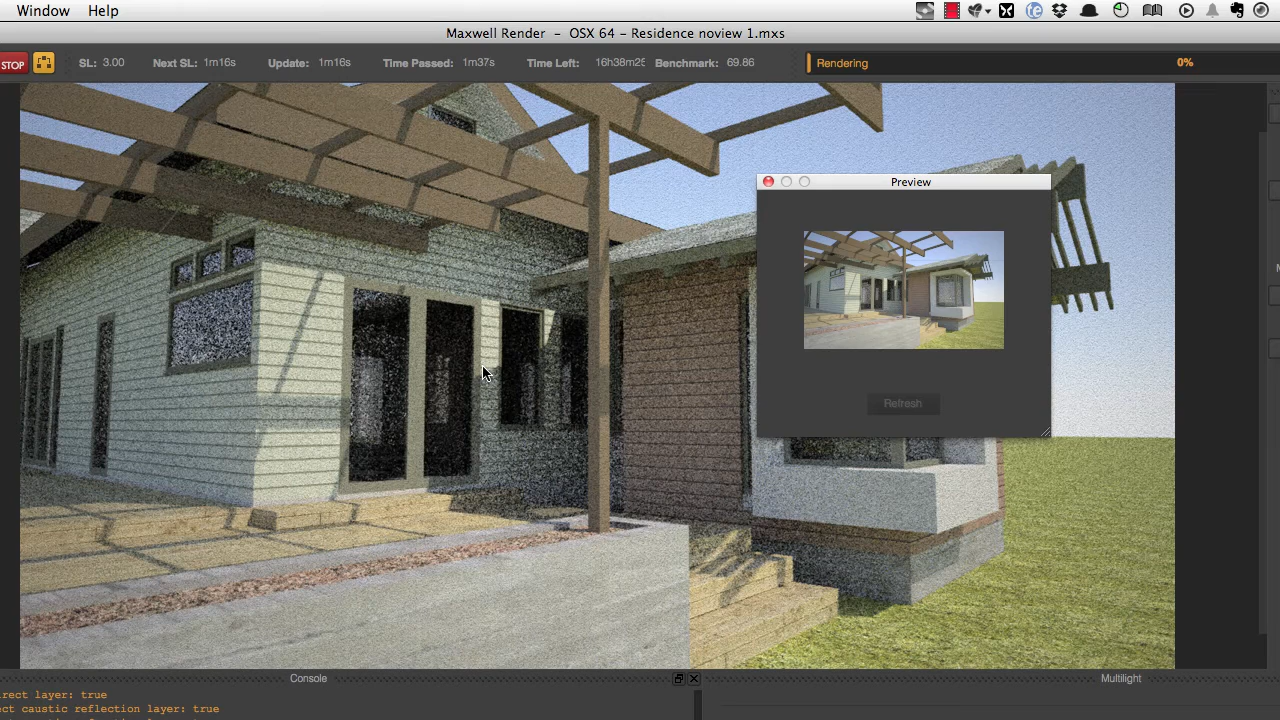 Window Help
Maxwell Render - OSX 64 - Residence noview 1.mxs
STOP SL: 3.00 Next SL: 1m16s Update: 1m16s Time Passed: 1m37s Time Left: 16h38m2 Benchmark: 69.86 Rendering 0%
Preview
Refresh
Console Multilight
rect layer: true
ect caustic reflection layer: true